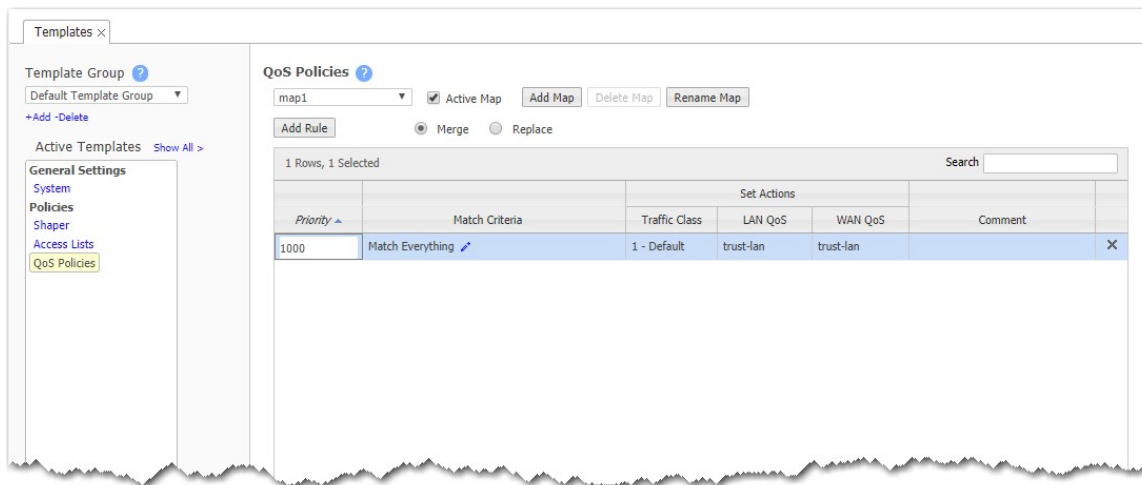 Templates ×
Template Group ?
Default Template Group ▼
+Add -Delete
Active Templates Show All >
General Settings
System
Policies
Shaper
Access Lists
QoS Policies
QoS Policies ?
map1 ▼ Active Map Add Map Delete Map Rename Map
Add Rule Merge Replace
1 Rows, 1 Selected Search
Set Actions
Priority Match Criteria Traffic Class LAN QoS WAN QoS Comment
1000 Match Everything 1 - Default trust-lan trust-lan ×